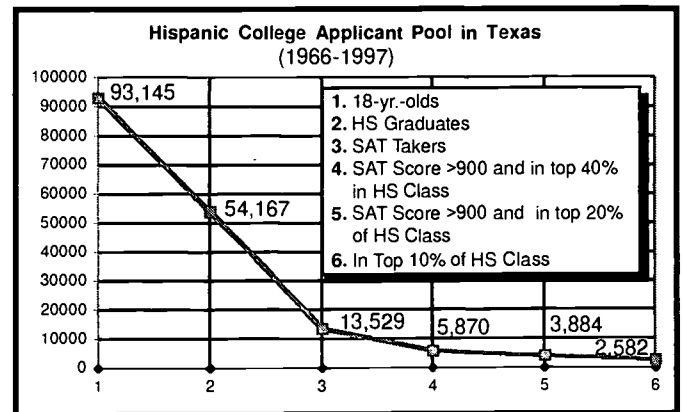 Hispanic College Applicant Pool in Texas
(1966-1997)
100000
90000
80000
70000
60000
50000
40000
30000
20000
10000
0
93,145
54,167
13,529
5,870
3,884
2,582
1. 18-yr.-olds
2. HS Graduates
3. SAT Takers
4. SAT Score >900 and in top 40%
in HS Class
5. SAT Score >900 and in top 20%
of HS Class
6. In Top 10% of HS Class
1 2 3 4 5 6